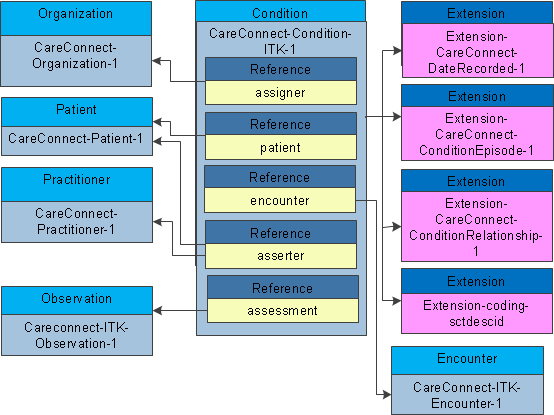 Organization
CareConnect-
Organization-1
Patient
CareConnect-Patient-1
Practitioner
CareConnect-
Practitioner-1
Observation
Careconnect-ITK-
Observation-1
Condition
CareConnect-Condition-
ITK-1
Reference
assigner
Reference
patient
Reference
encounter
Reference
asserter
Reference
assessment
Extension
Extension-
CareConnect-
DateRecorded-1
Extension
Extension-
CareConnect-
ConditionEpisode-1
Extension
Extension-
CareConnect-
ConditionRelationship-
1
Extension
Extension-coding-
sctdescid
Encounter
CareConnect-ITK-
Encounter-1